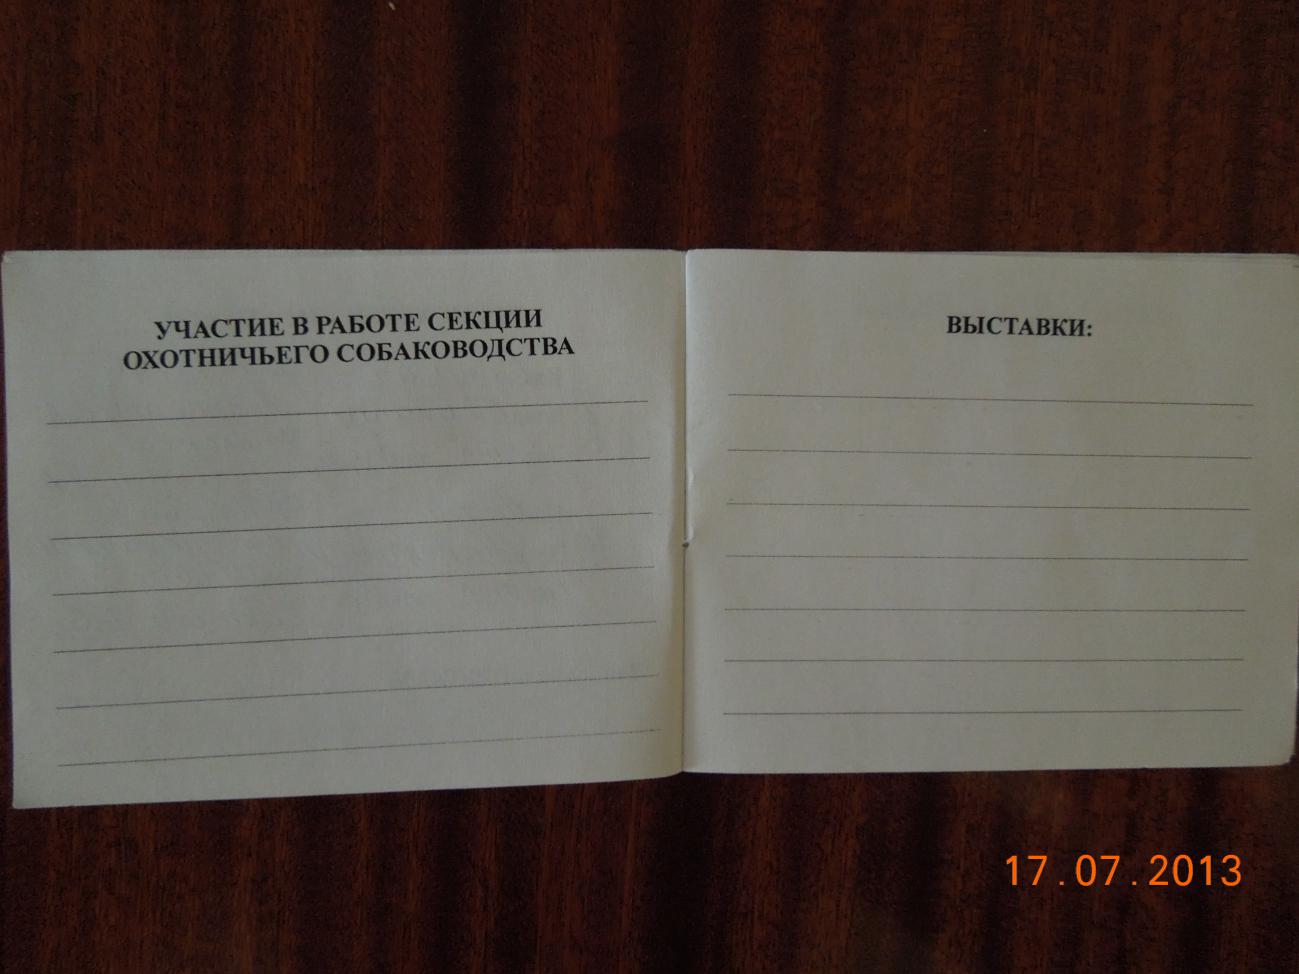 УЧАСТИЕ В РАБОТЕ СЕКЦИИ
ОХОТНИЧЬЕГО СОБАКОВОДСТВА
ВЫСТАВКИ:
17.07.2013